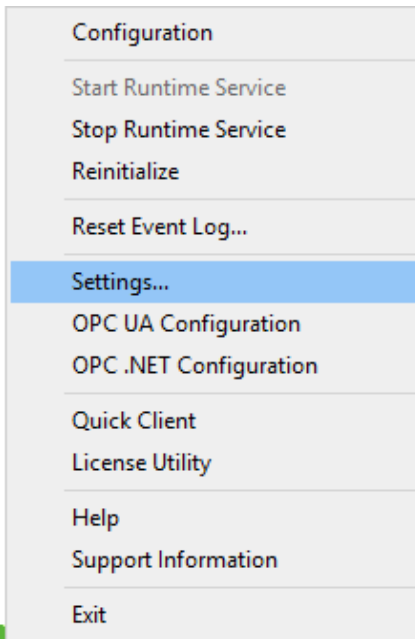 Configuration
Start Runtime Service
Stop Runtime Service
Reinitialize
Reset Event Log...
Settings...
OPC UA Configuration
OPC .NET Configuration
Quick Client
License Utility
Help
Support Information
Exit